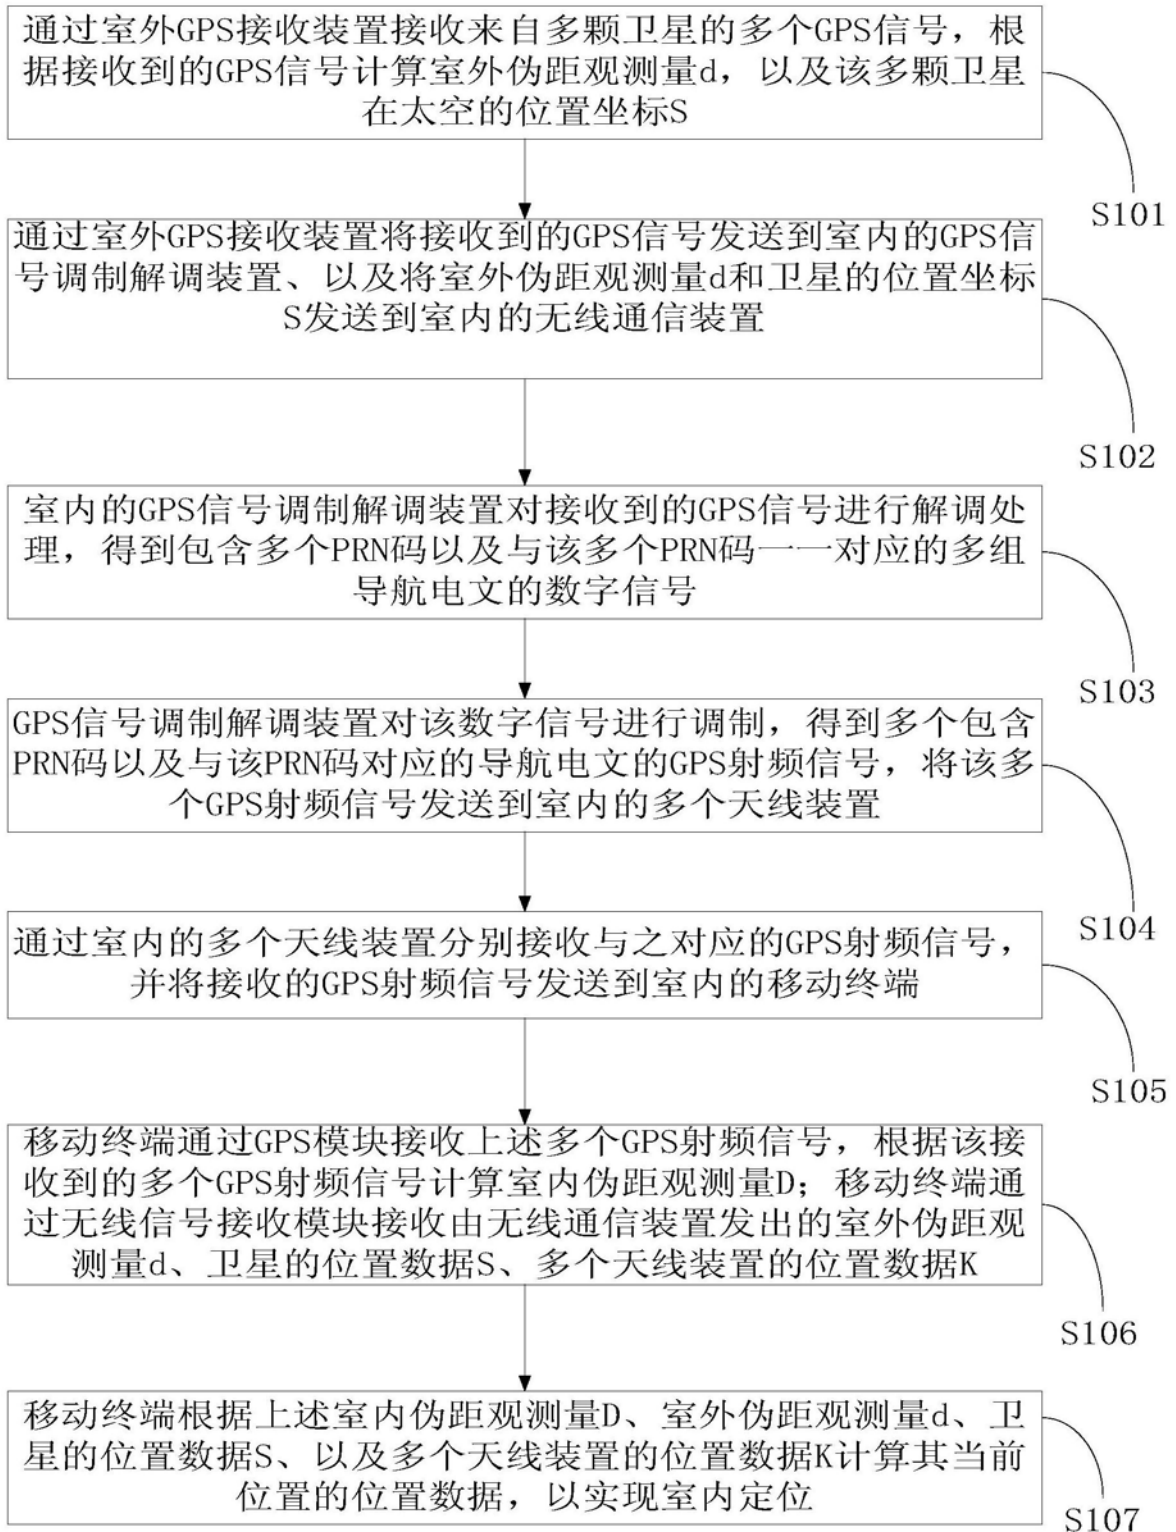 通过室外GPS接收装置接收来自多颗卫星的多个GPS信号，根
据接收到的GPS信号计算室外伪距观测量d，以及该多颗卫星
在太空的位置坐标S
S101
通过室外GPS接收装置将接收到的GPS信号发送到室内的GPS信
号调制解调装置、以及将室外伪距观测量d和卫星的位置坐标
S发送到室内的无线通信装置
S102
室内的GPS信号调制解调装置对接收到的GPS信号进行解调处
理，得到包含多个PRN码以及与该多个PRN码一一对应的多组
导航电文的数字信号
S103
GPS信号调制解调装置对该数字信号进行调制，得到多个包含
PRN码以及与该PRN码对应的导航电文的GPS射频信号，将该多
个GPS射频信号发送到室内的多个天线装置
S104
通过室内的多个天线装置分别接收与之对应的GPS射频信号，
并将接收的GPS射频信号发送到室内的移动终端
S105
移动终端通过GPS模块接收上述多个GPS射频信号，根据该接
收到的多个GPS射频信号计算室内伪距观测量D；移动终端通
过无线信号接收模块接收由无线通信装置发出的室外伪距观
测量d、卫星的位置数据S、多个天线装置的位置数据K
S106
移动终端根据上述室内伪距观测量D、室外伪距观测量d、卫
星的位置数据S、以及多个天线装置的位置数据K计算其当前
位置的位置数据，以实现室内定位
S107